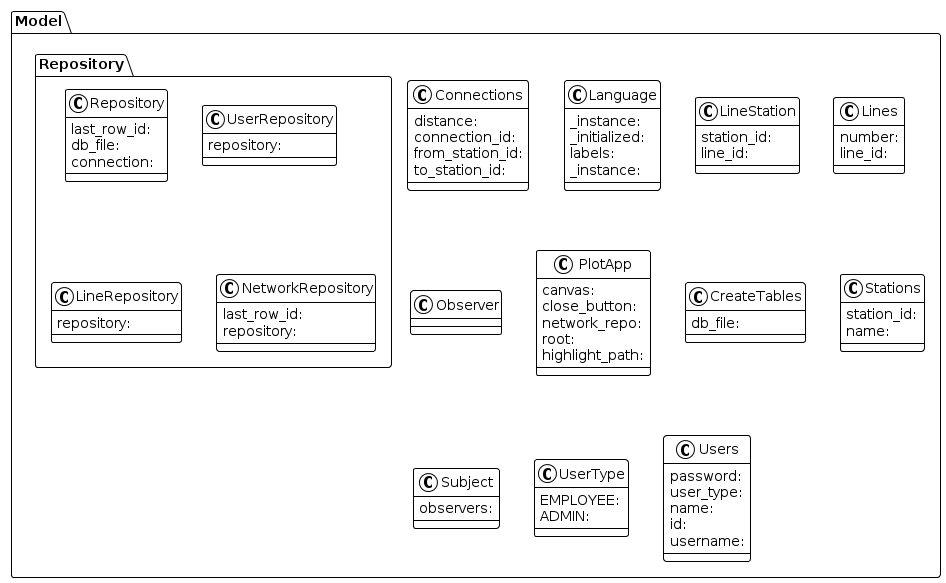 Model
Repository
C Repository
last_row_id:
db_file:
connection:
C UserRepository
repository:
C Connections
distance:
connection_id:
from_station_id:
to_station_id:
C Language
_instance:
_initialized:
labels:
_instance:
C LineStation
station_id:
line_id:
C Lines
number:
line_id:
C LineRepository
repository:
C NetworkRepository
last_row_id:
repository:
C Observer
C PlotApp
canvas:
close_button:
network_repo:
root:
highlight_path:
C CreateTables
db_file:
C Stations
station_id:
name:
C Subject
observers:
C UserType
EMPLOYEE:
ADMIN:
C Users
password:
user_type:
name:
id:
username: